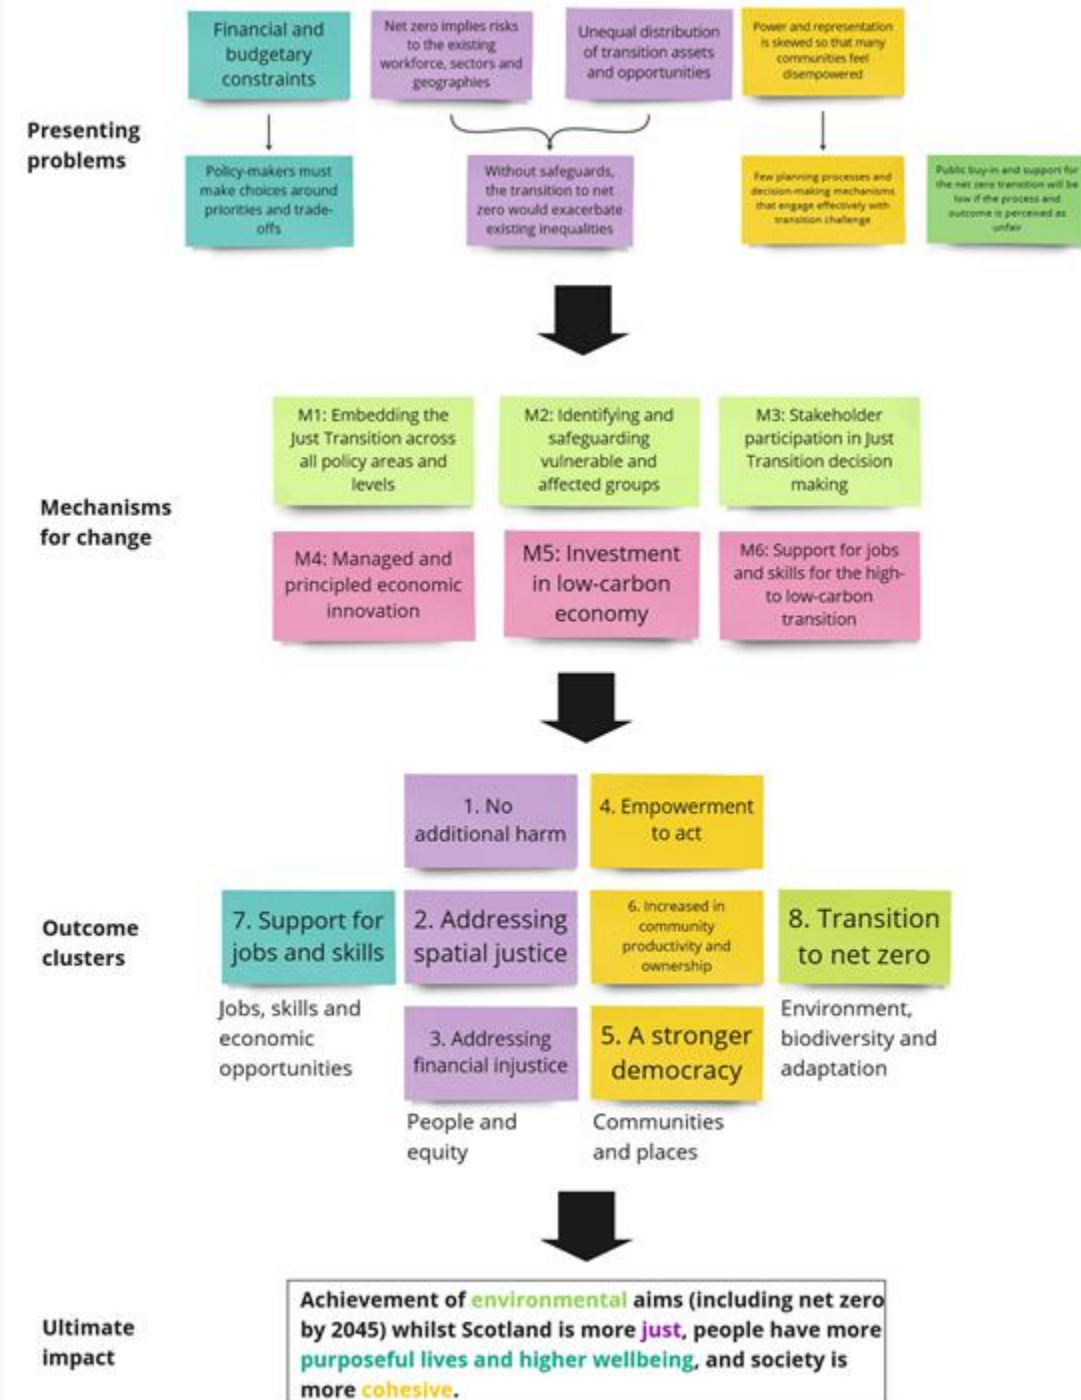 Financial and
budgetary
constraints
Net zero implies risks
to the existing
workforce, sectors and
geographies
Unequal distribution
of transition assets
and opportunities
Power and representation
is skewed so that many
communities feel
disempowered
Presenting
problems
Policy-makers must
make choices around
priorities and trade-
offs
Without safeguards,
the transition to net
zero would exacerbate
existing inequalities
Few planning processes and
decision-making mechanisms
that engage effectively with
transition challenge
Public buy-in and support for
the net zero transition will be
low if the process and
outcome is perceived as
unfair
Mechanisms
for change
M1: Embedding the
Just Transition across
all policy areas and
levels
M2: Identifying and
safeguarding
vulnerable and
affected groups
M3: Stakeholder
participation in Just
Transition decision
making
M4: Managed and
principled economic
innovation
M5: Investment
in low-carbon
economy
M6: Support for jobs
and skills for the high-
to low-carbon
transition
Outcome
clusters
1. No
additional harm
4. Empowerment
to act
7. Support for
jobs and skills
2. Addressing
spatial justice
6. Increased in
community
productivity and
ownership
8. Transition
to net zero
Jobs, skills and
economic
opportunities
3. Addressing
financial injustice
5. A stronger
democracy
Environment,
biodiversity and
adaptation
People and
equity
Communities
and places
Ultimate
impact
Achievement of environmental aims (including net zero
by 2045) whilst Scotland is more just, people have more
purposeful lives and higher wellbeing, and society is
more cohesive.